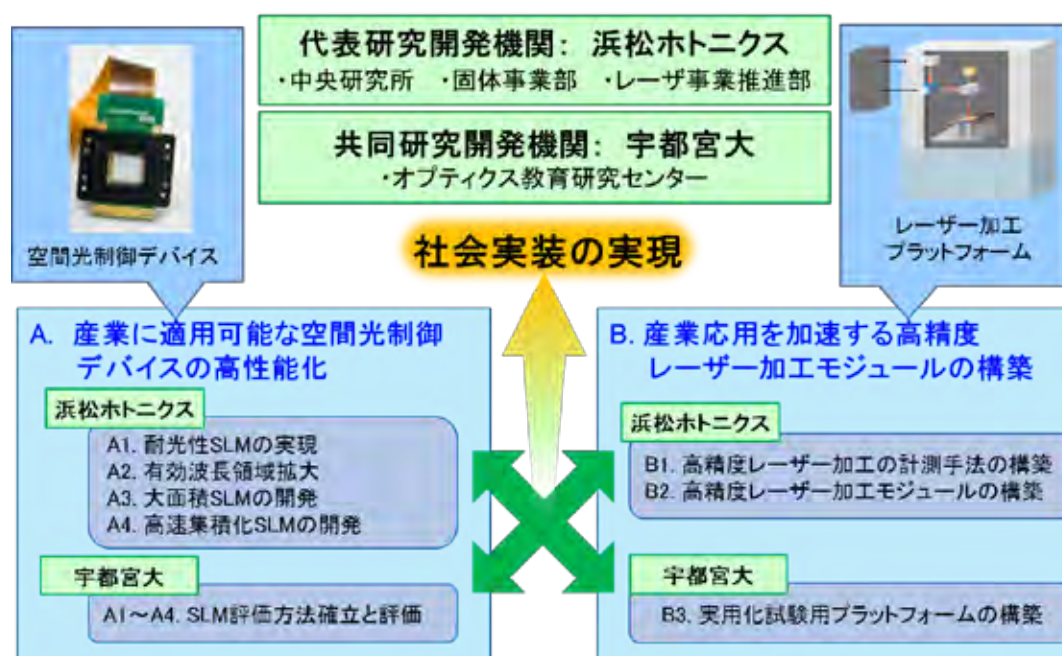 代表研究開発機関： 浜松ホトニクス
・中央研究所　・固体事業部　・レーザ事業推進部
共同研究開発機関： 宇都宮大
・オプティクス教育研究センター
空間光制御デバイス
レーザー加工
プラットフォーム
社会実装の実現
A. 産業に適用可能な空間光制御
デバイスの高性能化
浜松ホトニクス
A1. 耐光性SLMの実現
A2. 有効波長領域拡大
A3. 大面積SLMの開発
A4. 高速集積化SLMの開発
宇都宮大
A1～A4. SLM評価方法確立と評価
B. 産業応用を加速する高精度
レーザー加工モジュールの構築
浜松ホトニクス
B1. 高精度レーザー加工の計測手法の構築
B2. 高精度レーザー加工モジュールの構築
宇都宮大
B3. 実用化試験用プラットフォームの構築